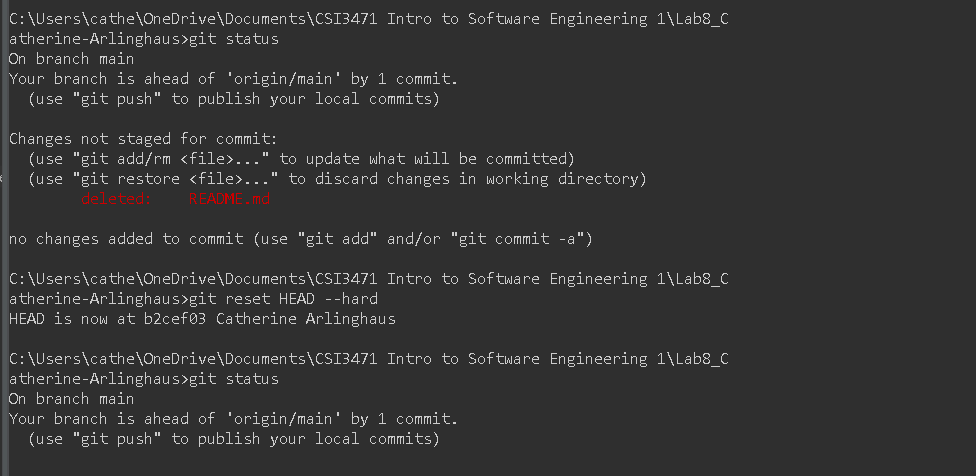 C:\Users\cathe\OneDrive\Documents\CSI3471 Intro to Software Engineering 1\Lab8_C
atherine-Arlinghaus>git status
On branch main
Your branch is ahead of 'origin/main' by 1 commit.
  (use "git push" to publish your local commits)

Changes not staged for commit:
  (use "git add/rm <file>..." to update what will be committed)
  (use "git restore <file>..." to discard changes in working directory)
        deleted:    README.md

no changes added to commit (use "git add" and/or "git commit -a")

C:\Users\cathe\OneDrive\Documents\CSI3471 Intro to Software Engineering 1\Lab8_C
atherine-Arlinghaus>git reset HEAD --hard
HEAD is now at b2cef03 Catherine Arlinghaus

C:\Users\cathe\OneDrive\Documents\CSI3471 Intro to Software Engineering 1\Lab8_C
atherine-Arlinghaus>git status
On branch main
Your branch is ahead of 'origin/main' by 1 commit.
  (use "git push" to publish your local commits)